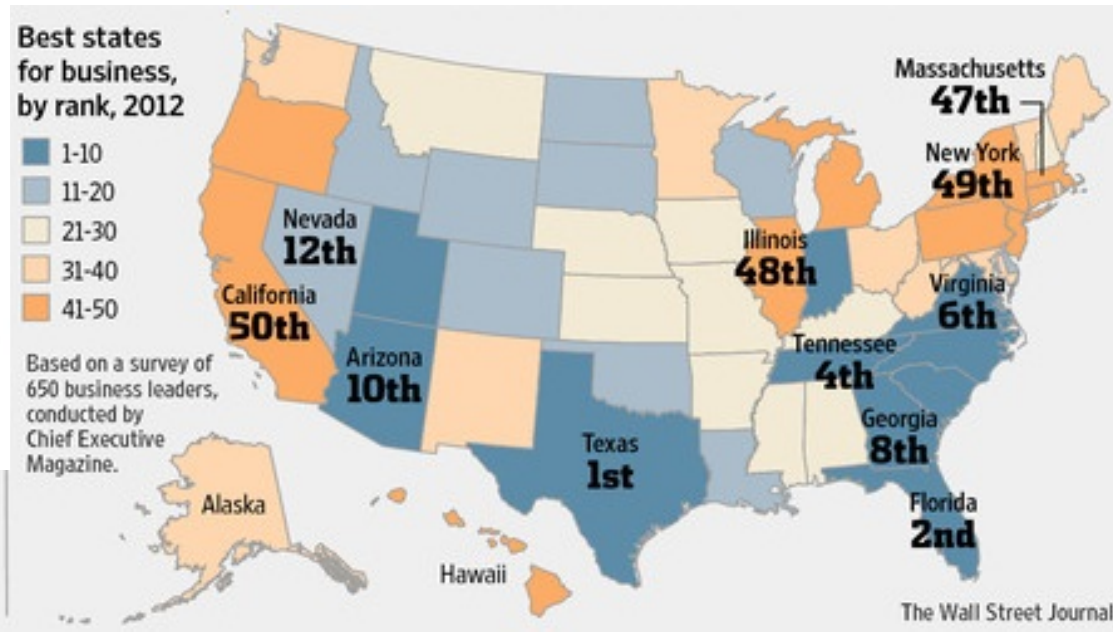 Best states
for business,
by rank, 2012
1-10
11-20
21-30
31-40
41-50
Based on a survey of
650 business leaders,
conducted by
Chief Executive
Magazine.
Massachusetts
47th
New York
49th
Nevada
12th
Illinois
48th
Virginia
6th
California
50th
Arizona
10th
Tennessee
4th
Georgia
8th
Texas
1st
Alaska
Florida
2nd
Hawaii
The Wall Street Journal